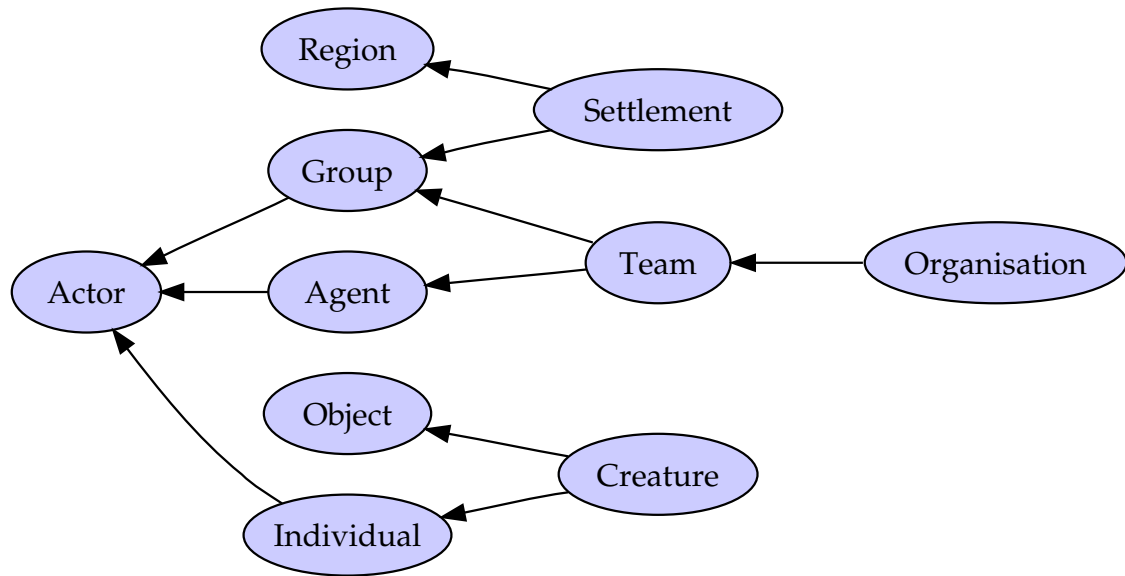 Region
Settlement
Group
Team
Organisation
Actor
Agent
Object
Creature
Individual